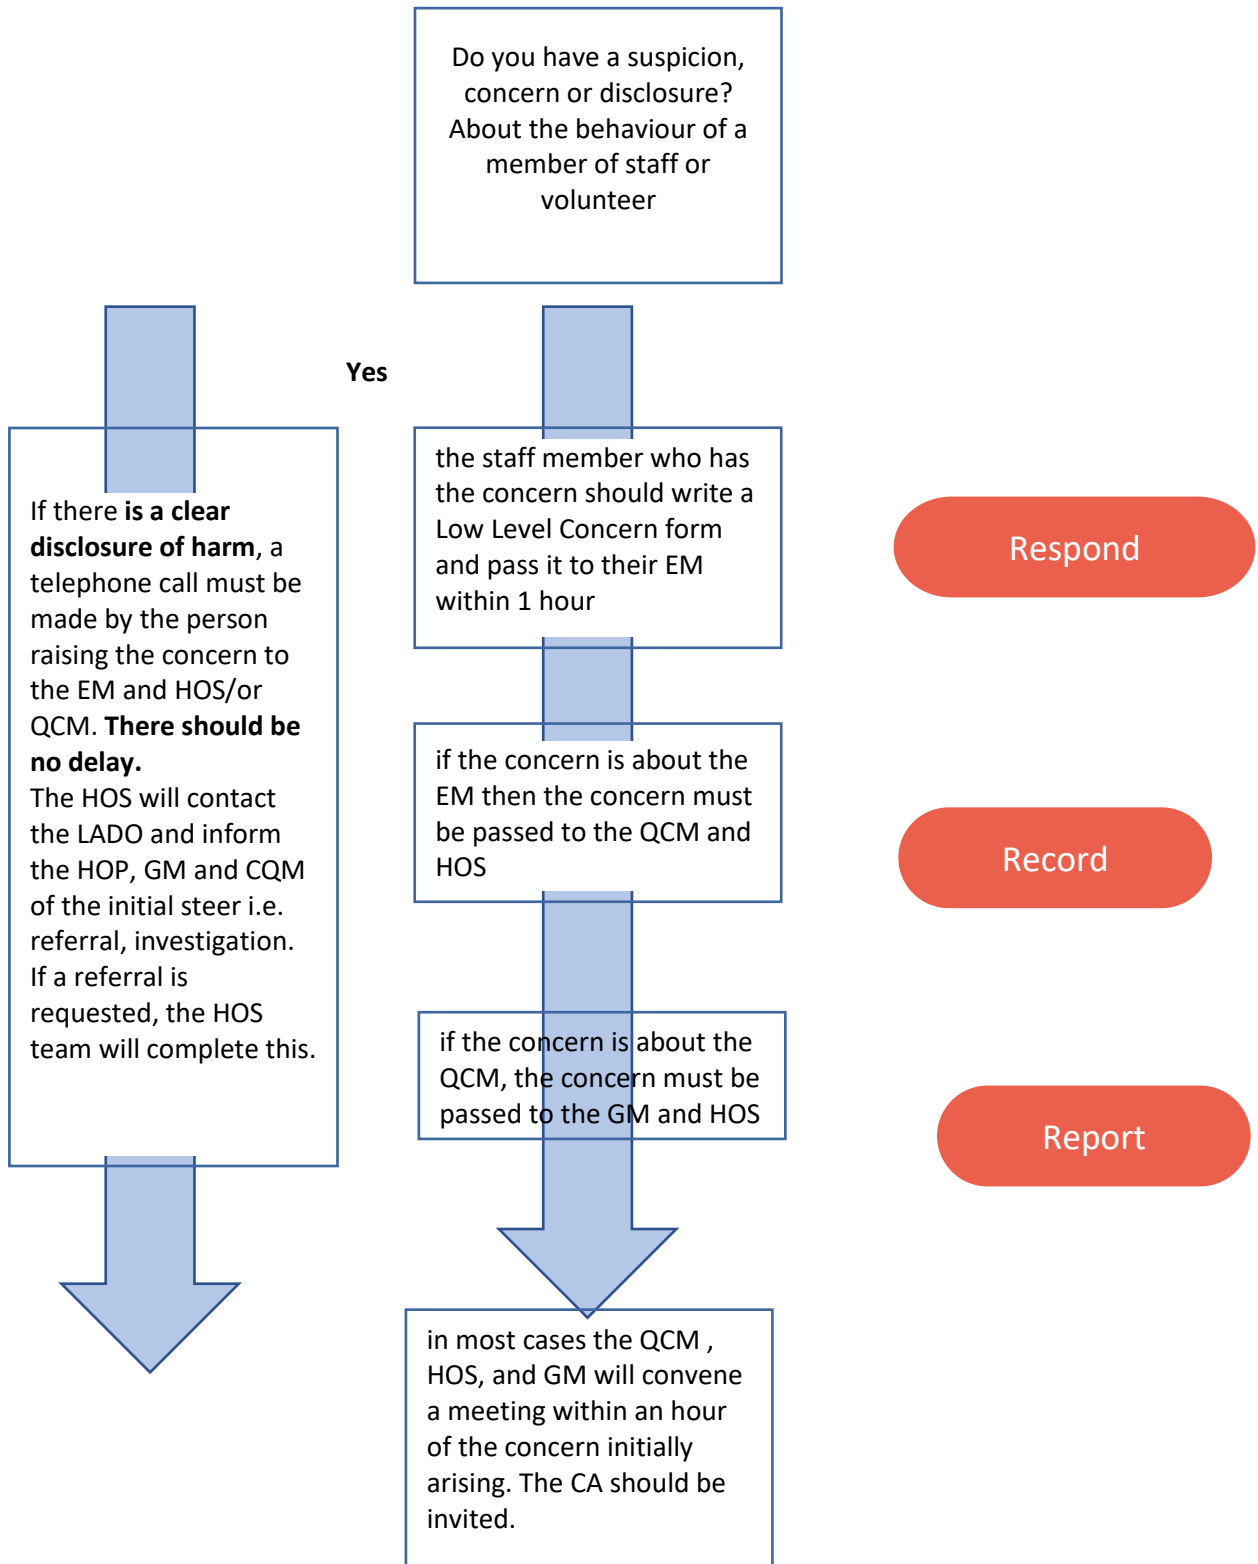 Do you have a suspicion,
concern or disclosure?
About the behaviour of a
member of staff or
volunteer
Yes
If there is a clear
disclosure of harm, a
telephone call must be
made by the person
raising the concern to
the EM and HOS/or
QCM. There should be
no delay.
The HOS will contact
the LADO and inform
the HOP, GM and CQM
of the initial steer i.e.
referral, investigation.
If a referral is
requested, the HOS
team will complete this.
the staff member who has
the concern should write a
Low Level Concern form
and pass it to their EM
within 1 hour
if the concern is about the
EM then the concern must
be passed to the QCM and
HOS
if the concern is about the
QCM, the concern must be
passed to the GM and HOS
in most cases the QCM ,
HOS, and GM will convene
a meeting within an hour
of the concern initially
arising. The CA should be
invited.
Respond
Record
Report